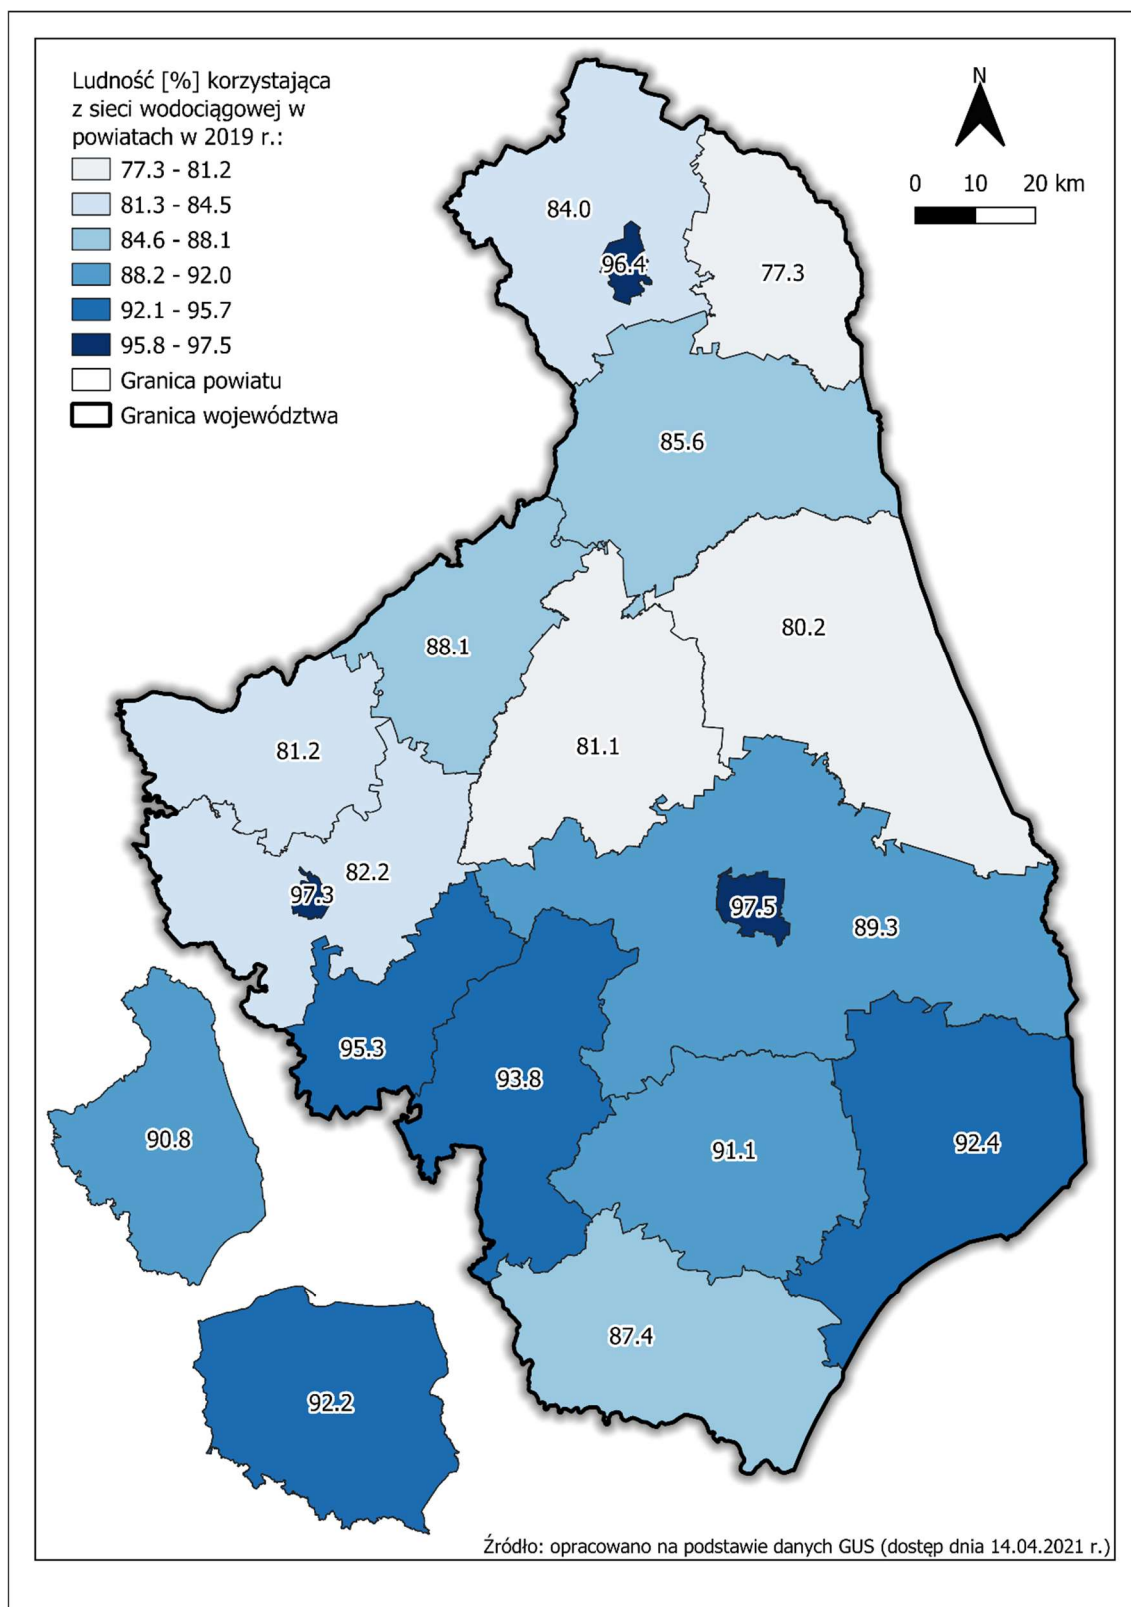 Ludność [%] korzystająca
z sieci wodociągowej w
powiatach w 2019 r.:
77.3 - 81.2
81.3 - 84.5
84.6 - 88.1
88.2 - 92.0
92.1 - 95.7
95.8 - 97.5
Granica powiatu
Granica województwa
N
0 10 20 km
84.0
96.4
77.3
85.6
80.2
88.1
81.1
81.2
82.2
97.3
97.5
89.3
95.3
93.8
91.1
92.4
90.8
87.4
92.2
Źródło: opracowano na podstawie danych GUS (dostęp dnia 14.04.2021 r.)